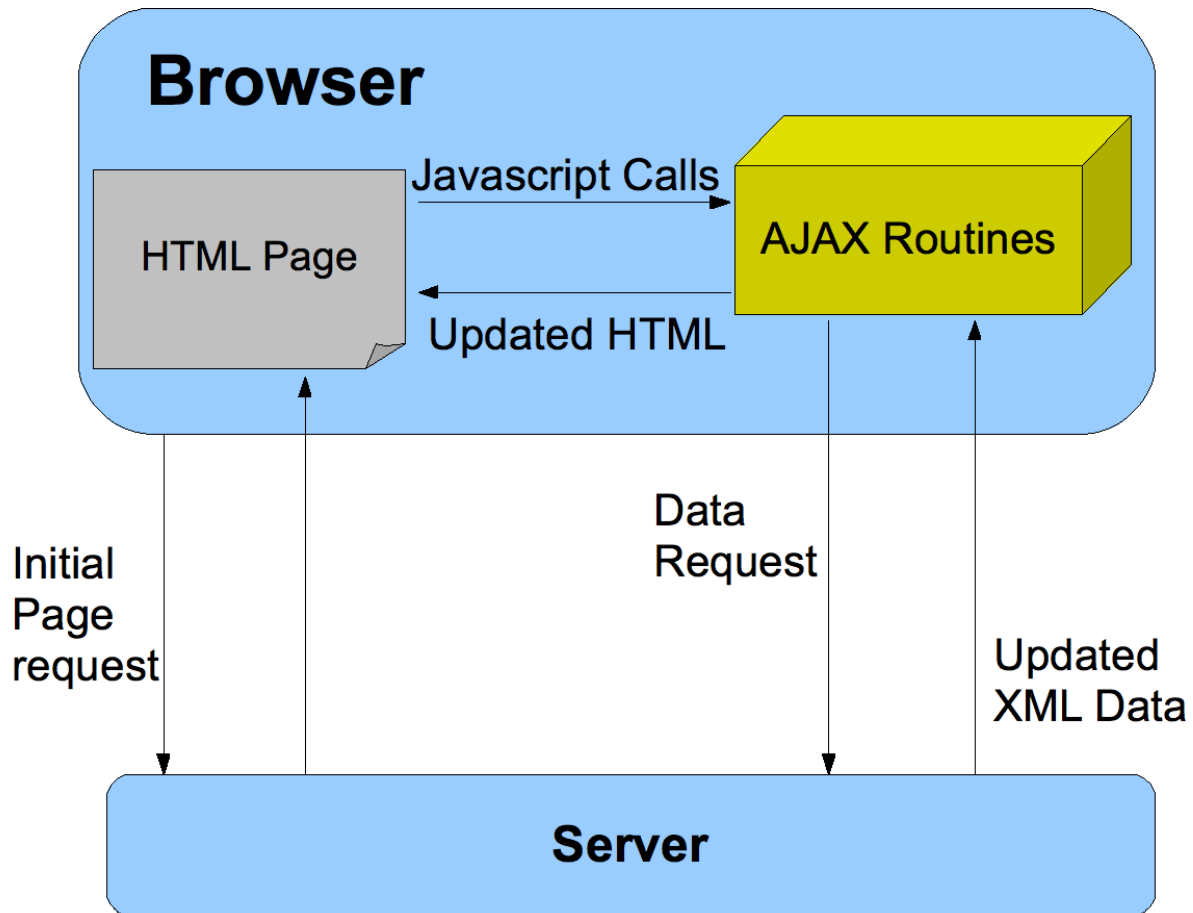 Browser
Javascript Calls
HTML Page
AJAX Routines
Updated HTML
Initial
Page
request
Data
Request
Updated
XML Data
Server